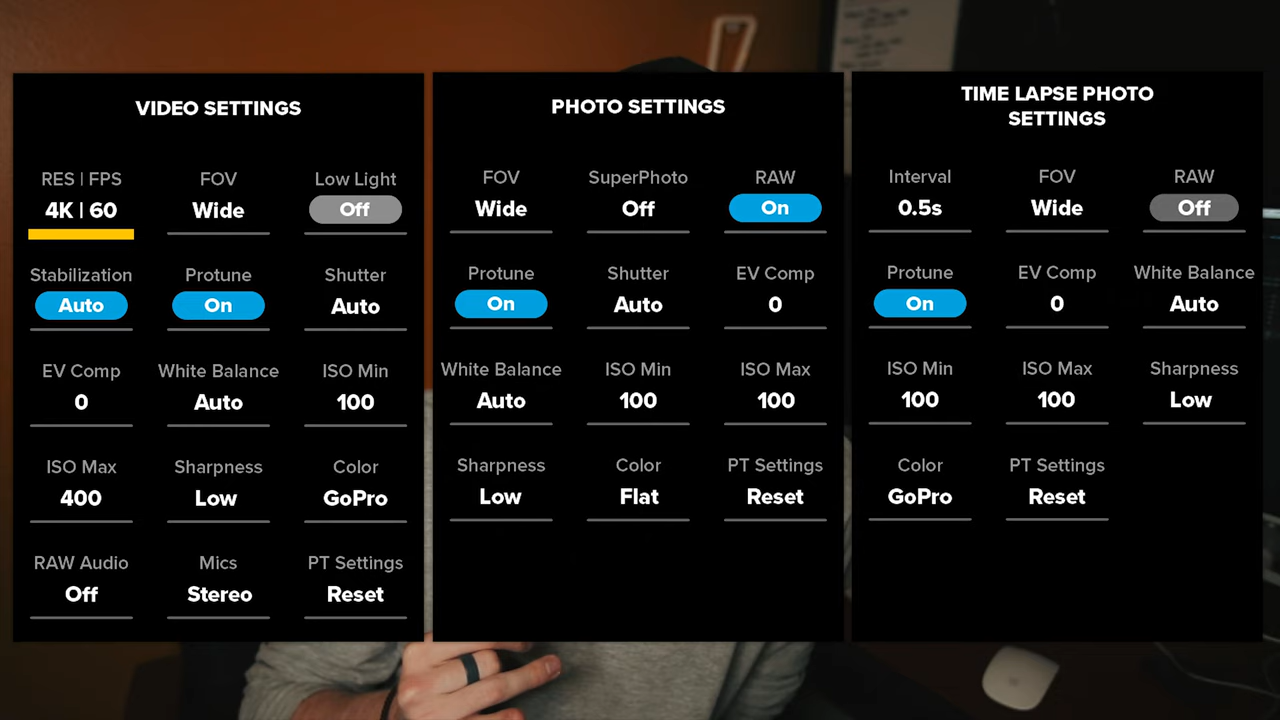 VIDEO SETTINGS
RES | FPS
4K | 60
FOV
Wide
Low Light
Off
Stabilization
Auto
Protune
On
Shutter
Auto
EV Comp
0
White Balance
Auto
ISO Min
100
ISO Max
400
Sharpness
Low
Color
GoPro
RAW Audio
Off
Mics
Stereo
PT Settings
Reset
PHOTO SETTINGS
FOV
Wide
SuperPhoto
Off
RAW
On
Protune
On
Shutter
Auto
EV Comp
0
White Balance
Auto
ISO Min
100
ISO Max
100
Sharpness
Low
Color
Flat
PT Settings
Reset
TIME LAPSE PHOTO
SETTINGS
Interval
0.5s
FOV
Wide
RAW
Off
Protune
On
EV Comp
0
White Balance
Auto
ISO Min
100
ISO Max
100
Sharpness
Low
Color
GoPro
PT Settings
Reset